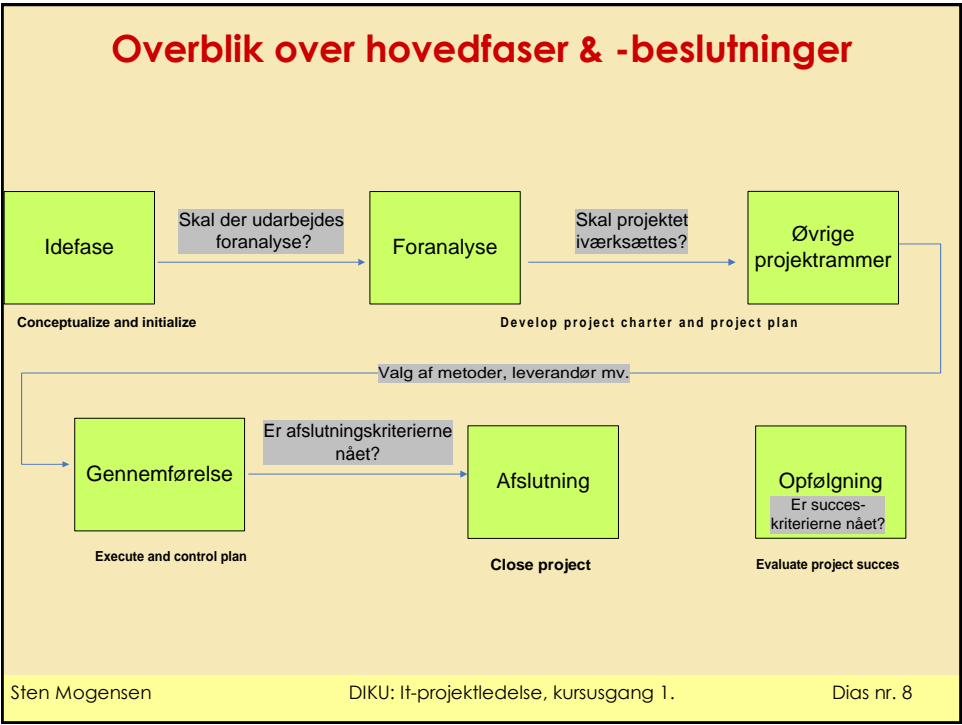 Overblik over hovedfaser & -beslutninger
Idefase
Skal der udarbejdes
foranalyse?
Foranalyse
Skal projektet
iværksættes?
Øvrige
projektrammer
Conceptualize and initialize
Develop project charter and project plan
Valg af metoder, leverandør mv.
Gennemførelse
Er afslutningskriterierne
nået?
Afslutning
Opfølgning
Er succes-
kriterierne nået?
Execute and control plan
Close project
Evaluate project succes
Sten Mogensen
DIKU: It-projektledelse, kursusgang 1.
Dias nr. 8